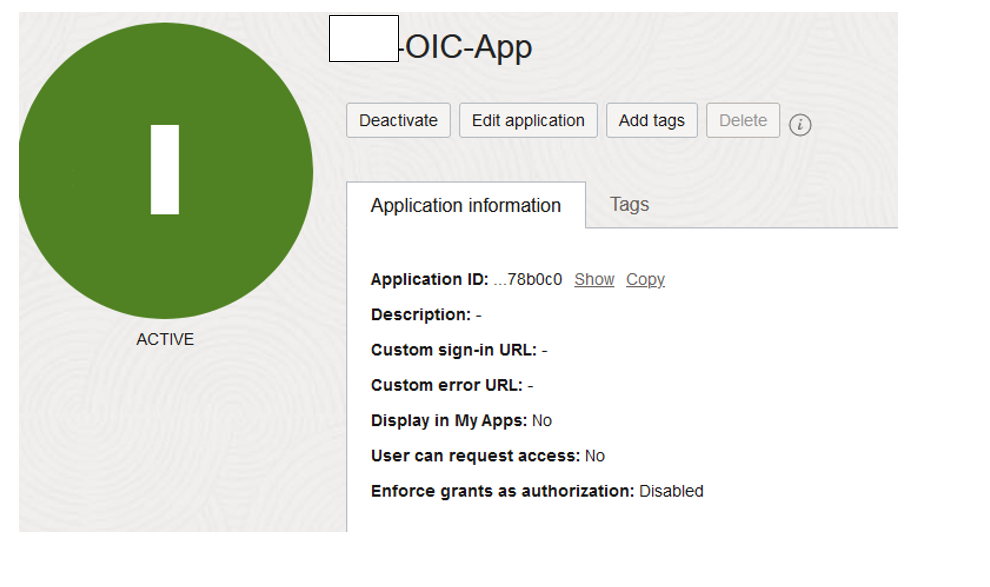 -OIC-App
Deactivate Edit application Add tags Delete i
Application information Tags
I
Application ID: ...78b0c0 Show Copy
Description: -
Custom sign-in URL: -
ACTIVE
Custom error URL: -
Display in My Apps: No
User can request access: No
Enforce grants as authorization: Disabled